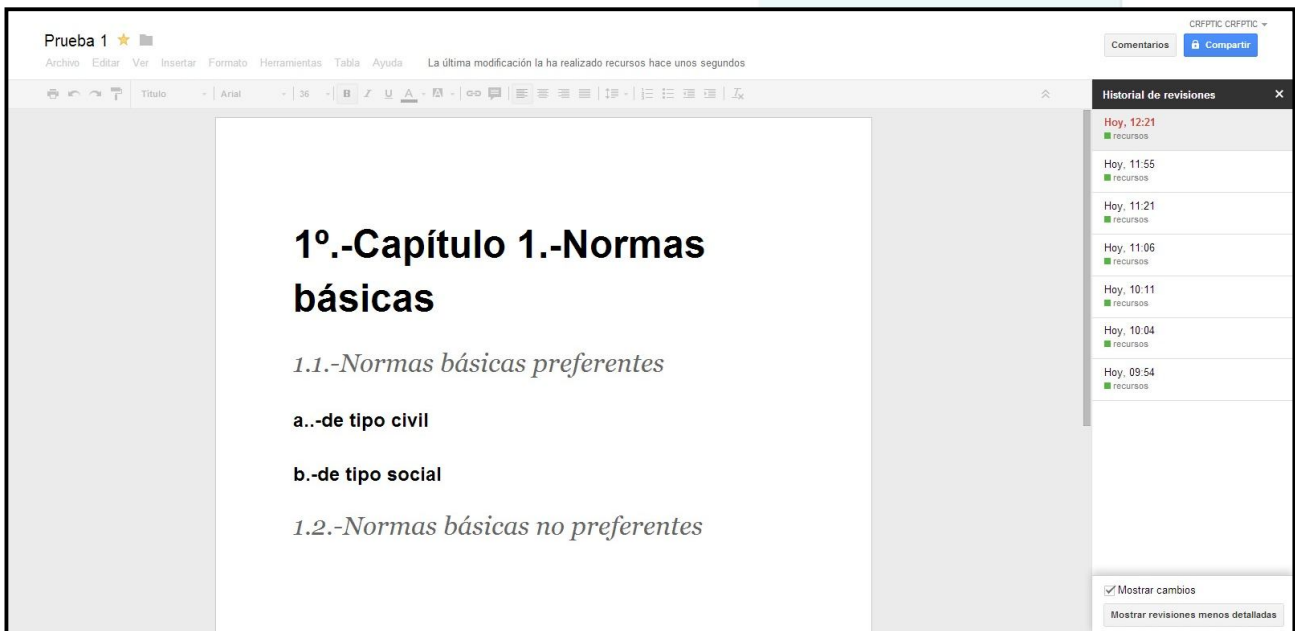 CRFPTIC CRFPTIC
Prueba 1
Comentarios
Compartir
Archivo Editar Ver Insertar Formato Herramientas Tabla Ayuda La última modificación la ha realizado recursos hace unos segundos
Título Arial 36 B I U A A
Historial de revisiones ×
Hoy, 12:21
recursos
Hoy, 11:55
recursos
Hoy, 11:21
recursos
Hoy, 11:06
recursos
Hoy, 10:11
recursos
Hoy, 10:04
recursos
Hoy, 09:54
recursos
1º.-Capítulo 1.-Normas
básicas
1.1.-Normas básicas preferentes
a..-de tipo civil
b.-de tipo social
1.2.-Normas básicas no preferentes
Mostrar cambios
Mostrar revisiones menos detalladas